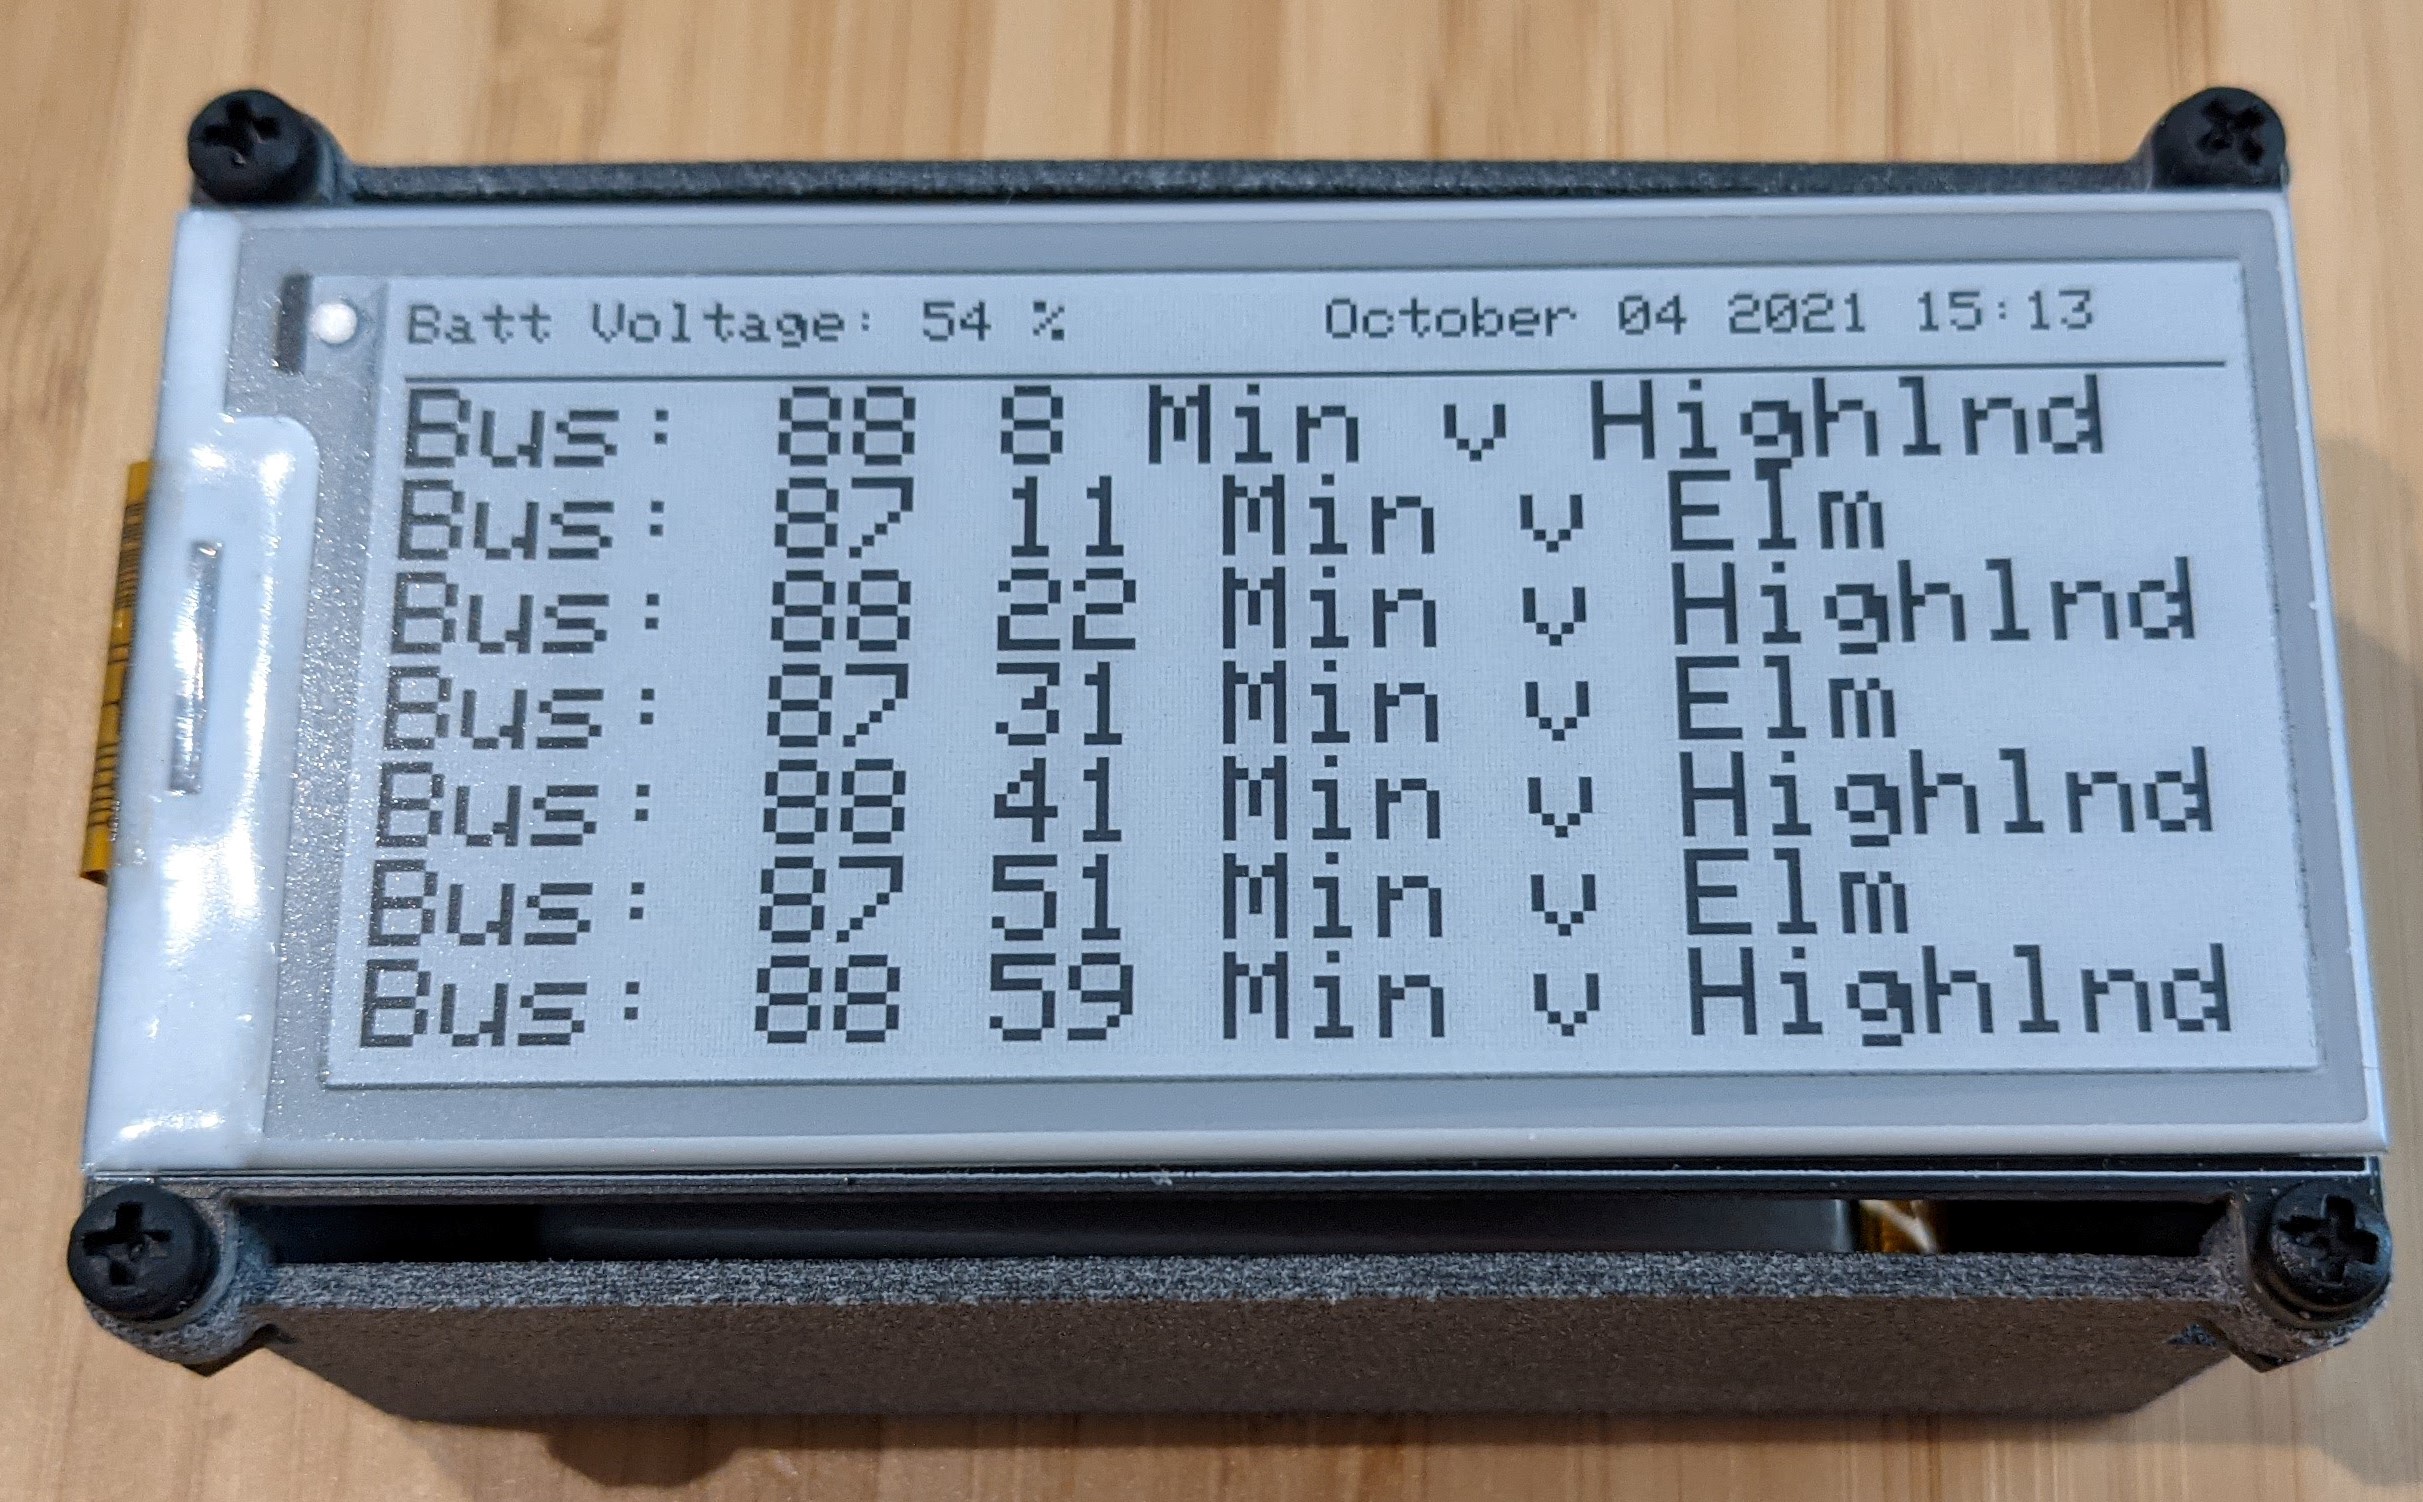 Batt Voltage: 54 % October 04 2021 15:13
Bus: 88 8 Min v Highlnd
Bus: 87 11 Min v Elm
Bus: 88 22 Min v Highlnd
Bus: 87 31 Min v Elm
Bus: 88 41 Min v Highlnd
Bus: 87 51 Min v Elm
Bus: 88 59 Min v Highlnd